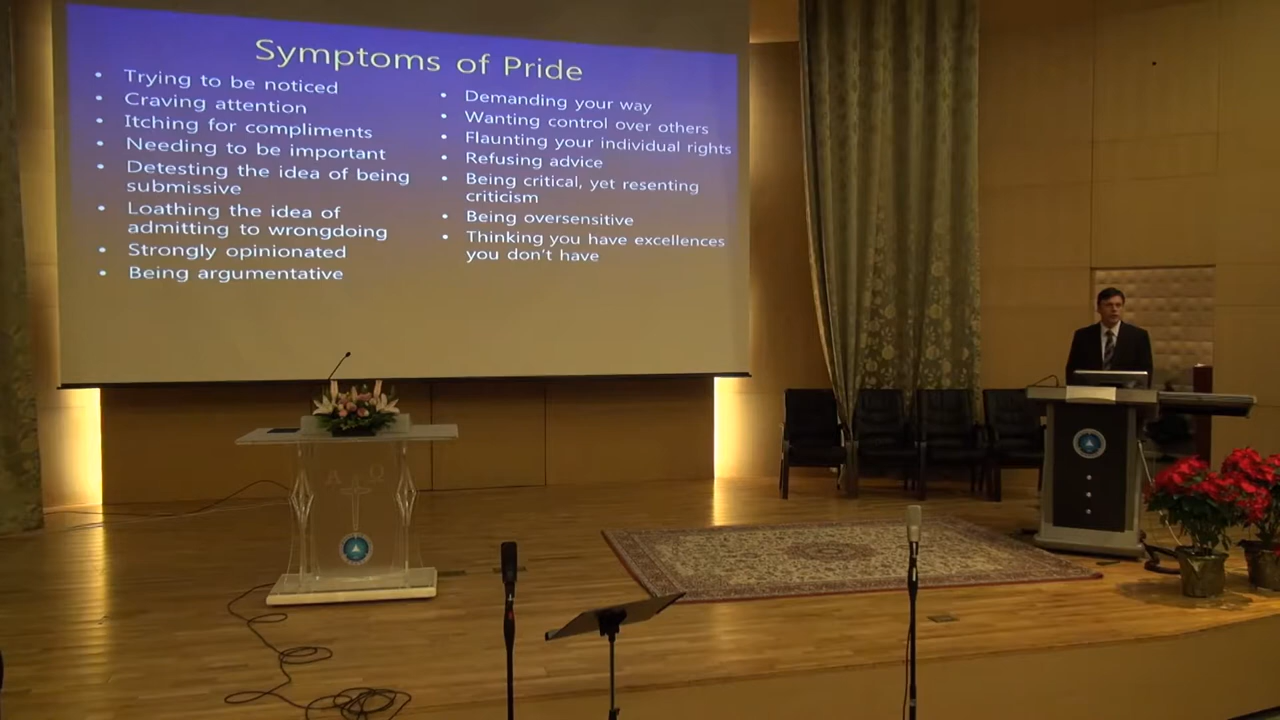 Symptoms of Pride
• Trying to be noticed
• Craving attention
• Itching for compliments
• Needing to be important
• Detesting the idea of being
submissive
• Loathing the idea of
admitting to wrongdoing
• Strongly opinionated
• Being argumentative
• Demanding your way
• Wanting control over others
• Flaunting your individual rights
• Refusing advice
• Being critical, yet resenting
criticism
• Being oversensitive
• Thinking you have excellences
you don't have
Α Ω